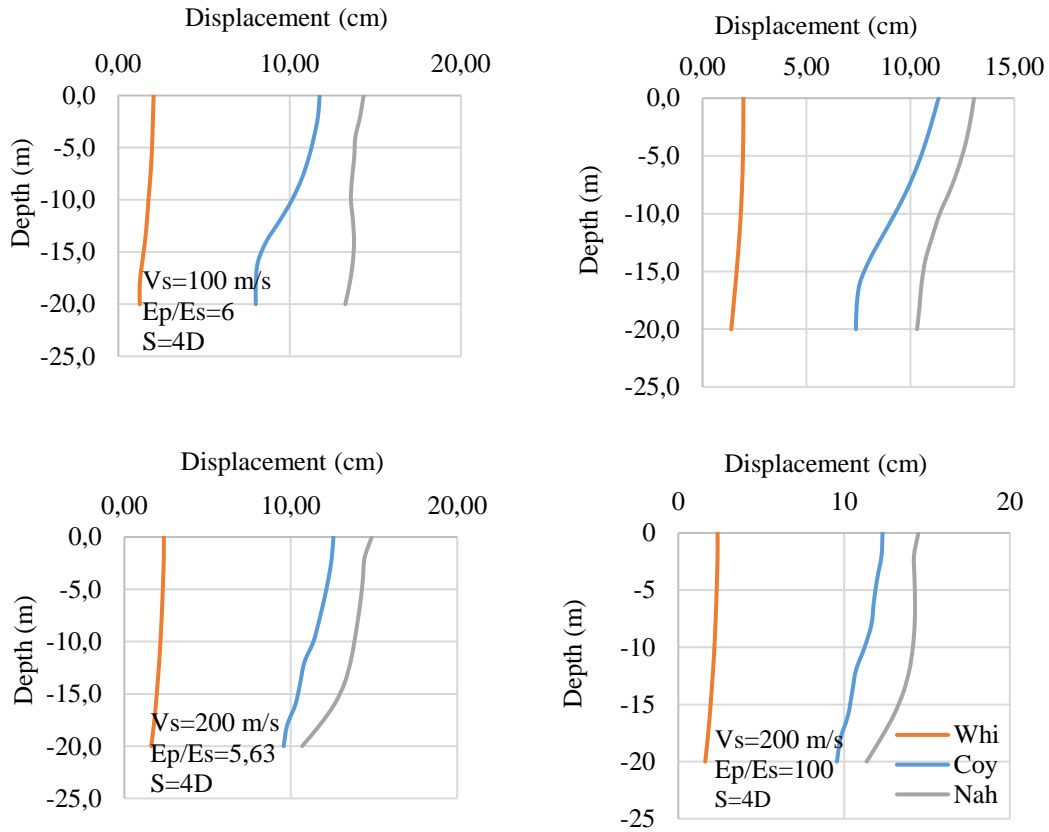 Displacement (cm)
0,00 10,00 20,00
0,0
-5,0
-10,0
-15,0
-20,0
-25,0
Depth (m)
Vs=100 m/s
Ep/Es=6
S=4D
Displacement (cm)
0,00 5,00 10,00 15,00
0,0
-5,0
-10,0
-15,0
-20,0
-25,0
Depth (m)
Displacement (cm)
0,00 10,00 20,00
0,0
-5,0
-10,0
-15,0
-20,0
-25,0
Depth (m)
Vs=200 m/s
Ep/Es=5,63
S=4D
Displacement (cm)
0 10 20
0
-5
-10
-15
-20
-25
Depth (m)
Vs=200 m/s
Ep/Es=100
S=4D
Whi
Coy
Nah